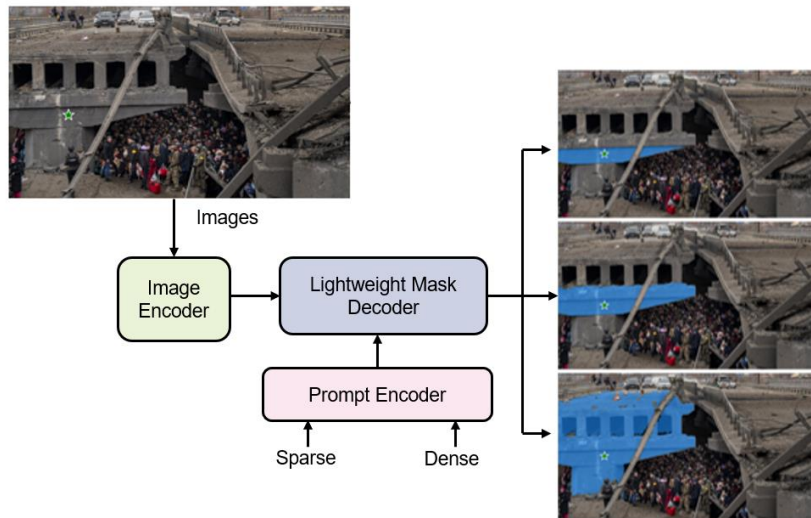 Images
Image
Encoder
Lightweight Mask
Decoder
Prompt Encoder
Sparse
Dense